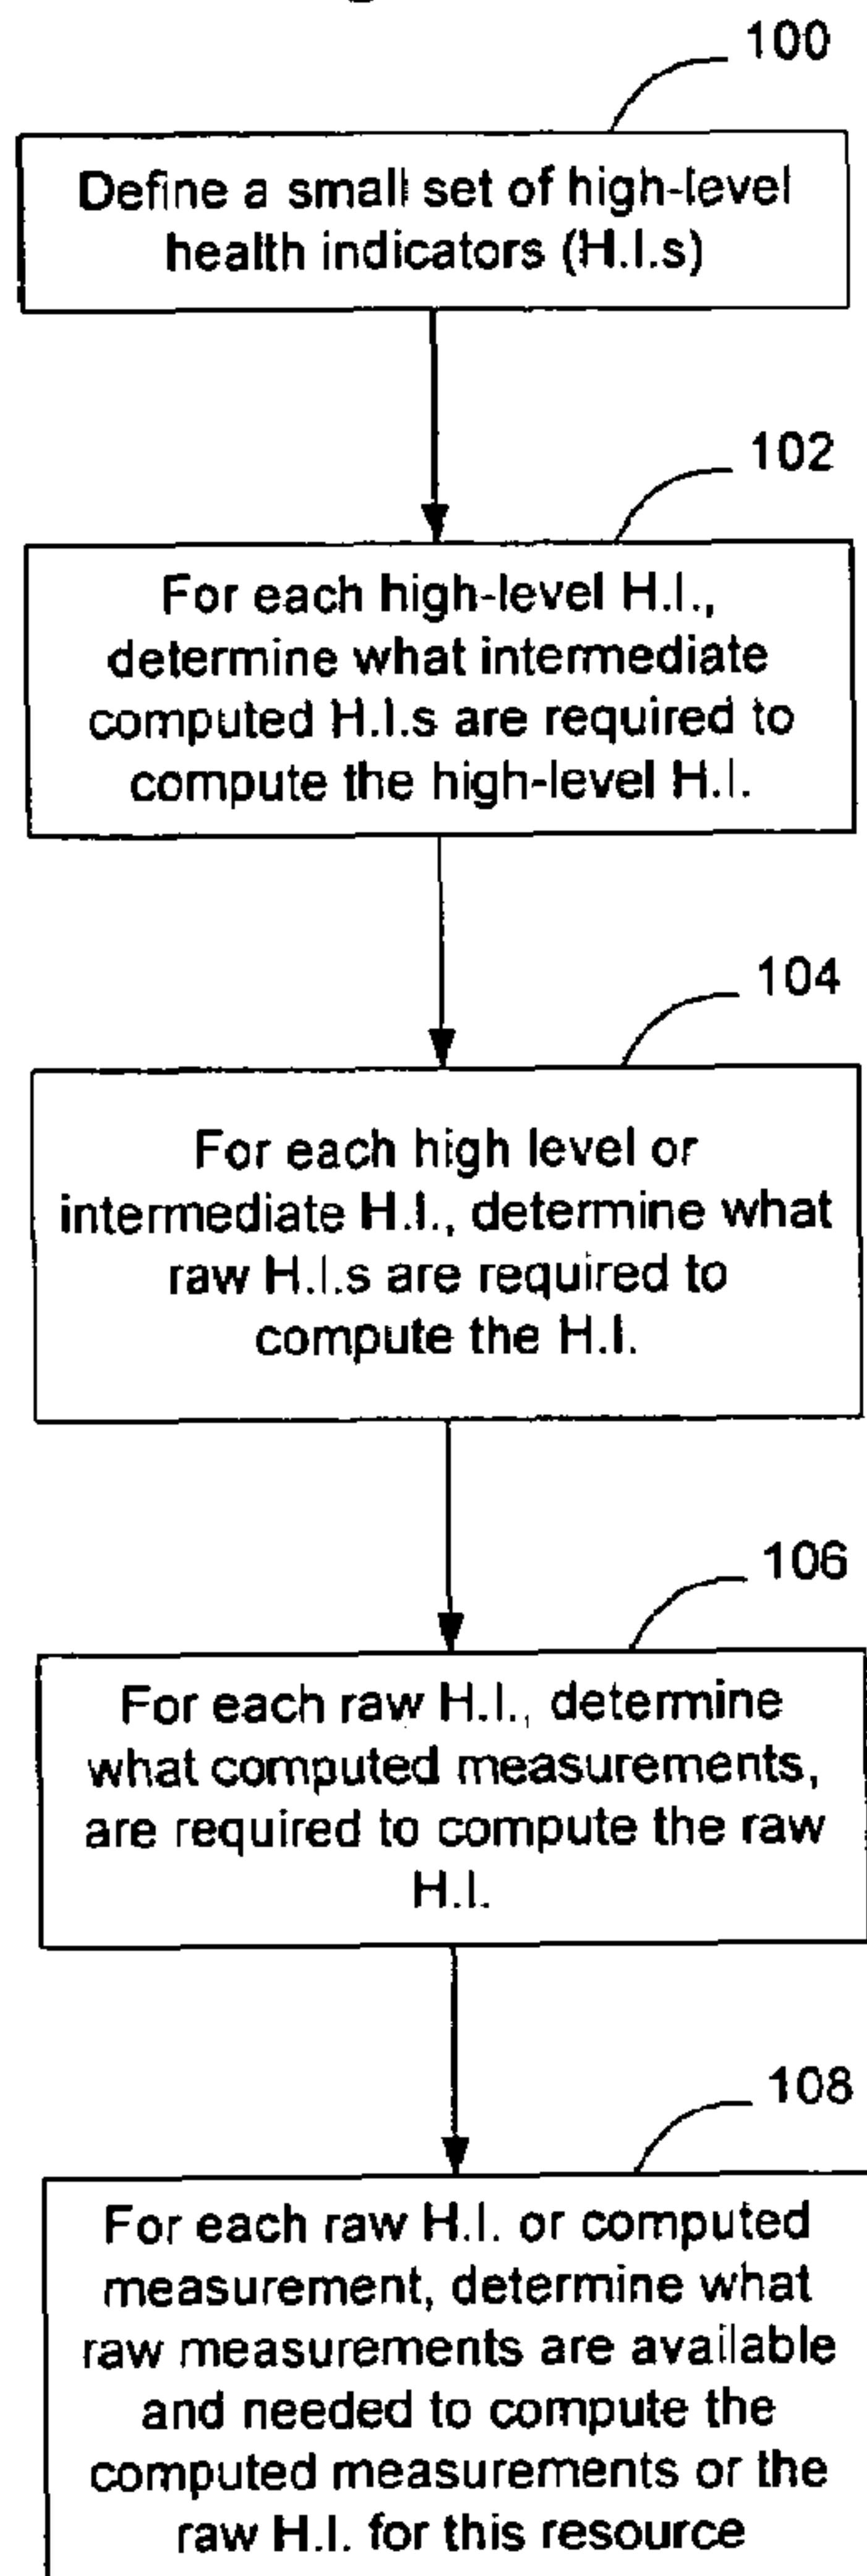 100
Define a small set of high-level
health indicators (H.I.s)
102
For each high-level H.I.,
determine what intermediate
computed H.I.s are required to
compute the high-level H.I.
104
For each high level or
intermediate H.I., determine what
raw H.I.s are required to
compute the H.I.
106
For each raw H.I., determine
what computed measurements,
are required to compute the raw
H.I.
108
For each raw H.I. or computed
measurement, determine what
raw measurements are available
and needed to compute the
computed measurements or the
raw H.I. for this resource